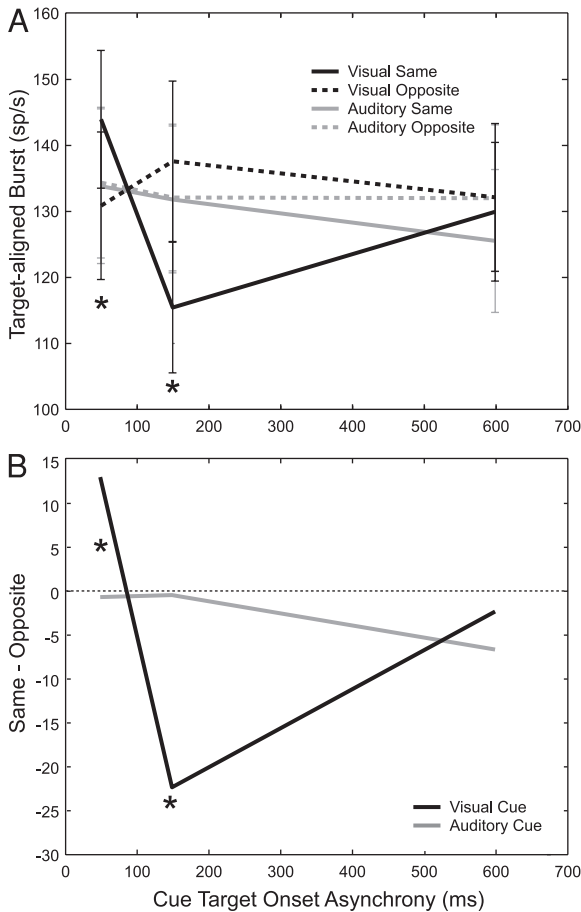 A
160
150
140
130
120
110
100
Target-aligned Burst (sp/s)
Visual Same
Visual Opposite
Auditory Same
Auditory Opposite
*
*
0 100 200 300 400 500 600 700
B
15
10
5
0
-5
-10
-15
-20
-25
-30
Same - Opposite
*
*
Visual Cue
Auditory Cue
0 100 200 300 400 500 600 700
Cue Target Onset Asynchrony (ms)